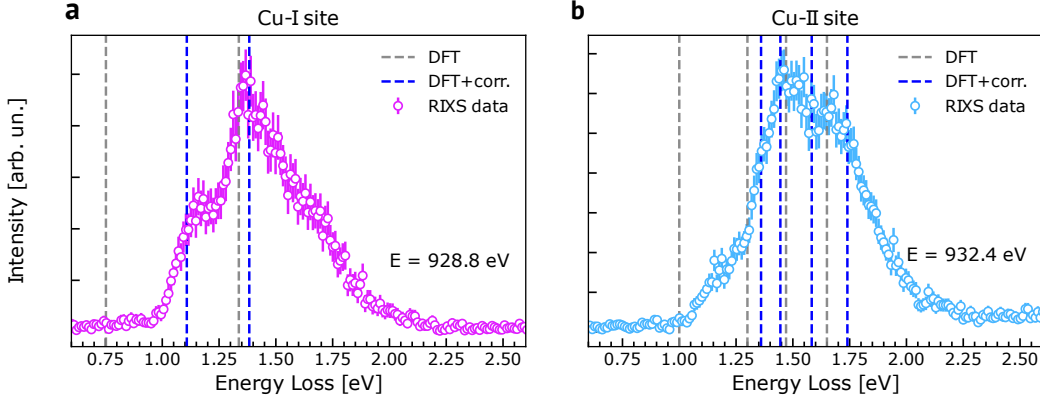 a
Cu-I site
Intensity [arb. un.]
DFT
DFT+corr.
RIXS data
E = 928.8 eV
0.75 1.00 1.25 1.50 1.75 2.00 2.25 2.50
Energy Loss [eV]
b
Cu-II site
DFT
DFT+corr.
RIXS data
E = 932.4 eV
0.75 1.00 1.25 1.50 1.75 2.00 2.25 2.50
Energy Loss [eV]